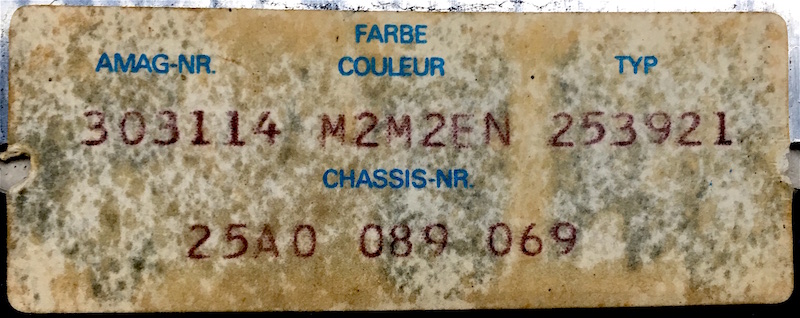 FARBE
AMAG-NR. COULEUR TYP
303114 M2M2EN 253921
CHASSIS-NR.
25A0 089 069